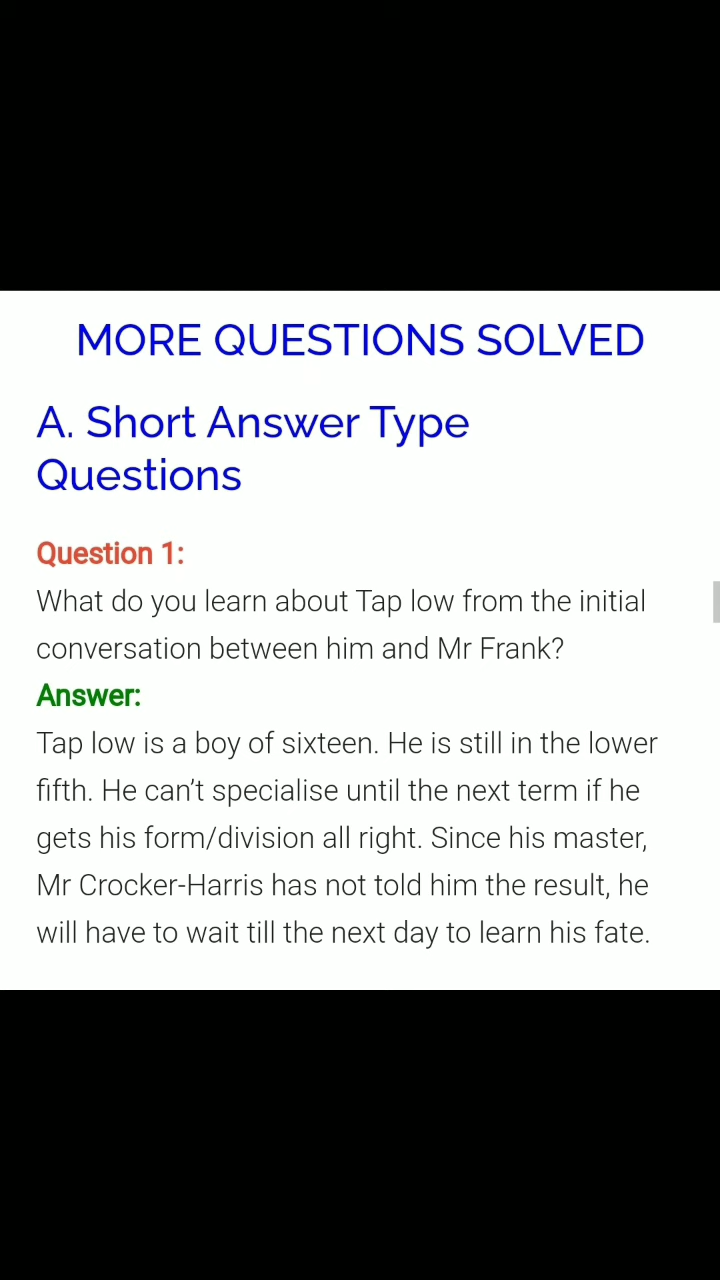 MORE QUESTIONS SOLVED
A. Short Answer Type
Questions
Question 1:
What do you learn about Tap low from the initial
conversation between him and Mr Frank?
Answer:
Tap low is a boy of sixteen. He is still in the lower
fifth. He can’t specialise until the next term if he
gets his form/division all right. Since his master,
Mr Crocker-Harris has not told him the result, he
will have to wait till the next day to learn his fate.